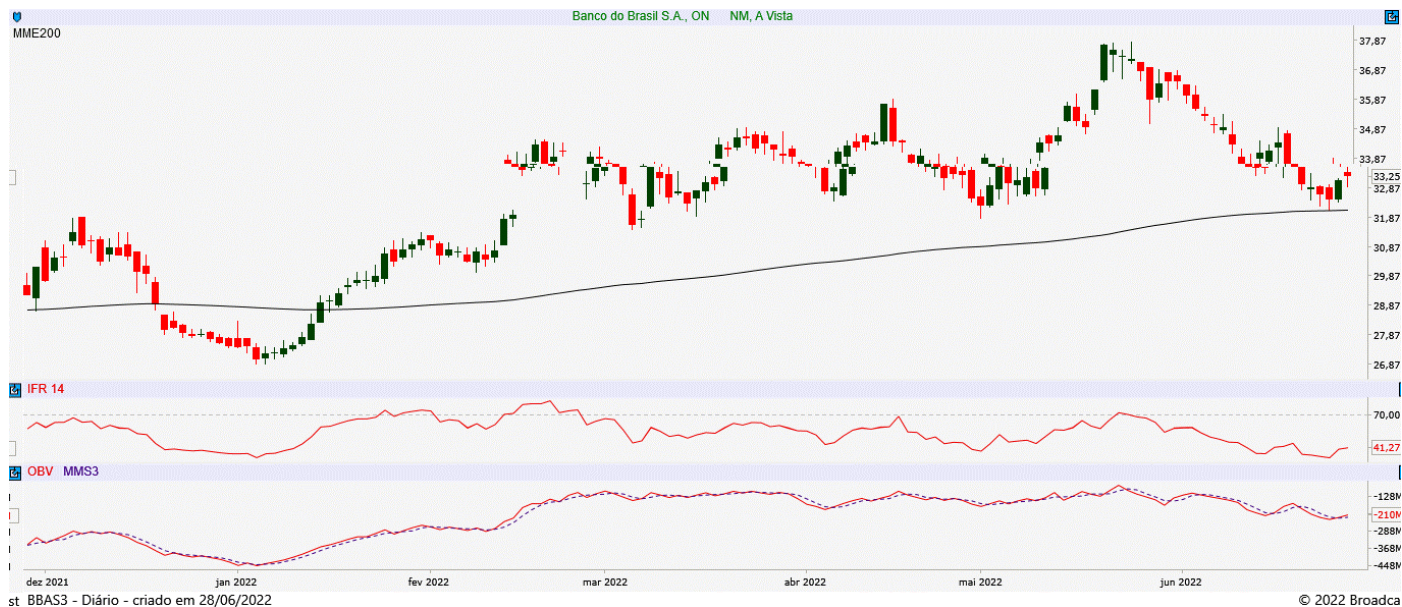 Banco do Brasil S.A., ON NM, A Vista
MME200
37,87
36,87
35,87
34,87
33,87
33,25
32,87
31,87
30,87
29,87
28,87
27,87
26,87
IFR 14
70,00
41,27
OBV MMS3
-128M
-210M
-288M
-368M
-448M
dez 2021 jan 2022 fev 2022 mar 2022 abr 2022 mai 2022 jun 2022
st BBAS3 - Diário - criado em 28/06/2022 © 2022 Broadca